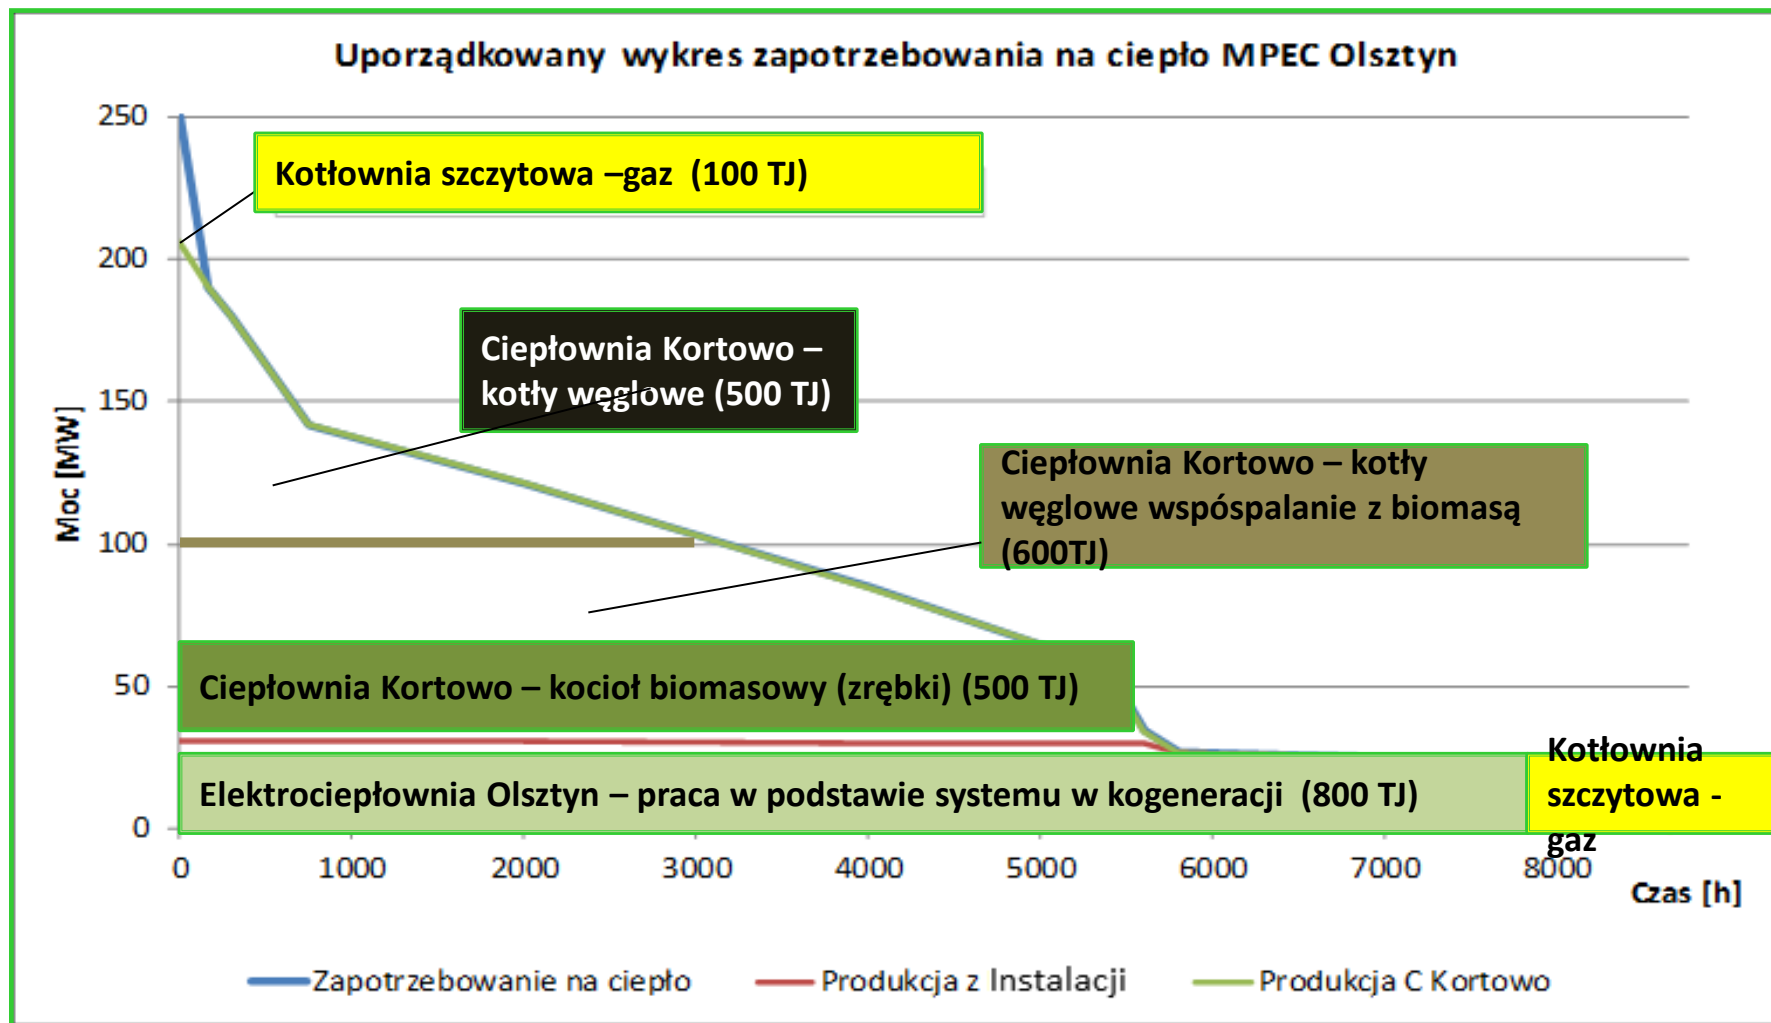 Uporządkowany wykres zapotrzebowania na ciepło MPEC Olsztyn
250
Kotłownia szczytowa –gaz (100 TJ)
200
Ciepłownia Kortowo –
kotły węglowe (500 TJ)
150
Moc [MW]
Ciepłownia Kortowo – kotły
węglowe wspóspalanie z biomasą
(600TJ)
100
50
Ciepłownia Kortowo – kocioł biomasowy (zrębki) (500 TJ)
Elektrociepłownia Olsztyn – praca w podstawie systemu w kogeneracji (800 TJ)
Kotłownia
szczytowa -
gaz
0
0 1000 2000 3000 4000 5000 6000 7000 8000
Czas [h]
Zapotrzebowanie na ciepło Produkcja z Instalacji Produkcja C Kortowo